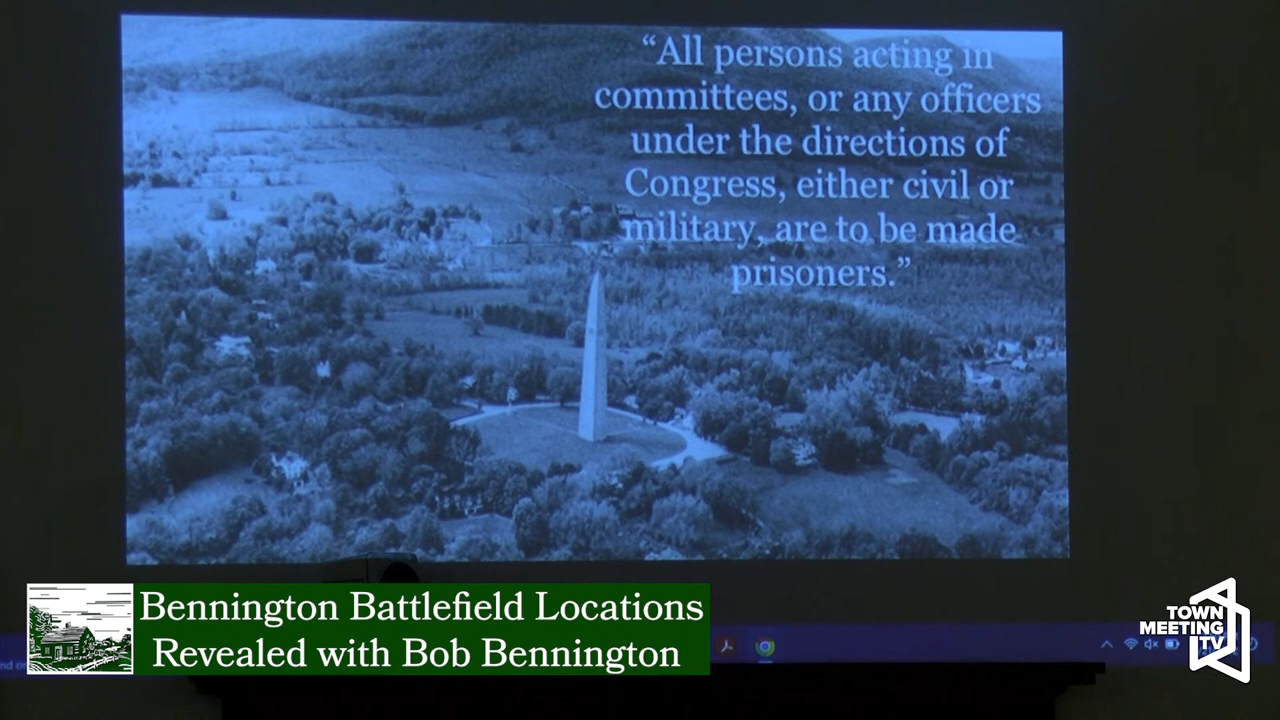 “All persons acting in
committees, or any officers
under the directions of
Congress, either civil or
military, are to be made
prisoners.”
Bennington Battlefield Locations
Revealed with Bob Bennington
TOWN
MEETING
TV